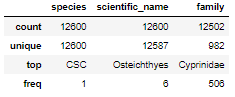 species scientific_name family
count 12600 12600 12502
unique 12600 12587 982
top CSC Osteichthyes Cyprinidae
freq 1 6 506